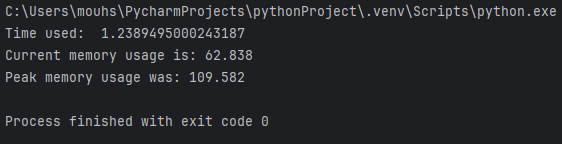 C:\Users\mouhs\PycharmProjects\pythonProject\.venv\Scripts\python.exe
Time used:  1.2389495000243187
Current memory usage is: 62.838
Peak memory usage was: 109.582
Process finished with exit code 0